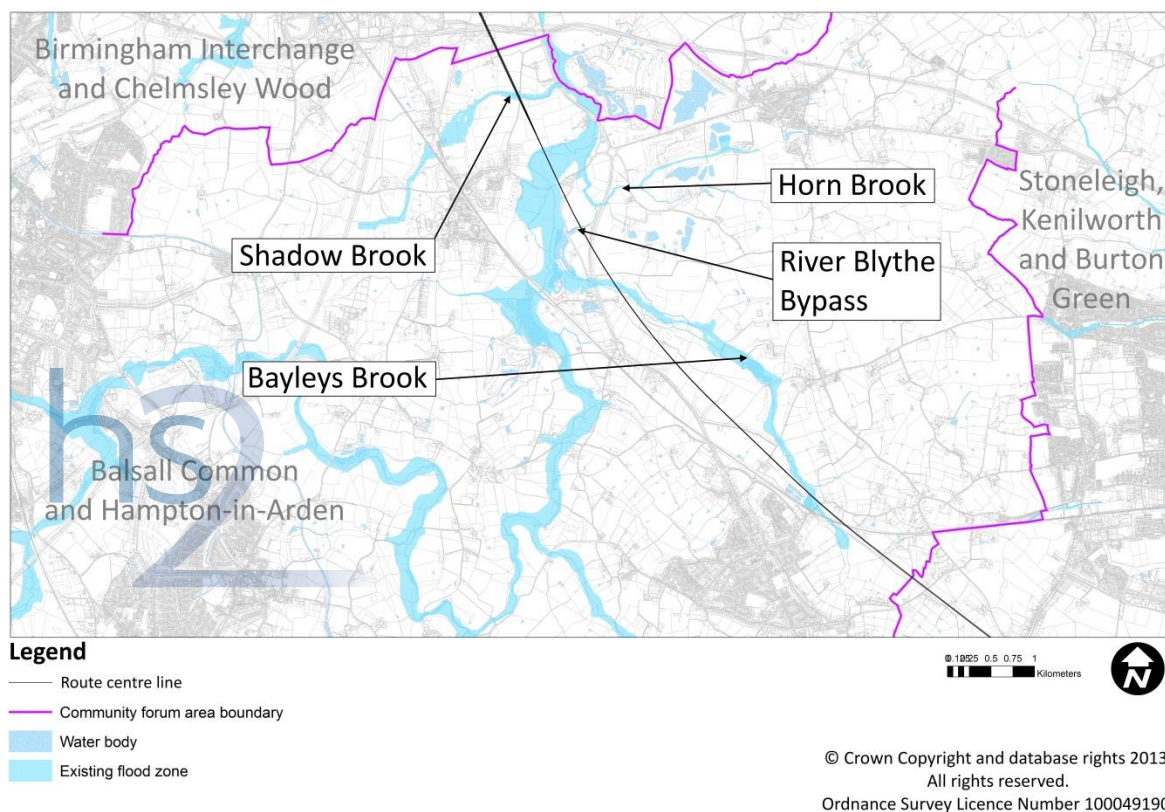 Birmingham Interchange
and Chelmsley Wood
Horn Brook
Stoneleigh,
Kenilworth
and Burton
Green
Shadow Brook
River Blythe
Bypass
Bayleys Brook
hs2
Balsall Common
and Hampton-in-Arden
Legend
Route centre line
Community forum area boundary
Water body
Existing flood zone
0.5 0.75 1
Kilometers
N
© Crown Copyright and database rights 2013
All rights reserved.
Ordnance Survey Licence Number 100049190